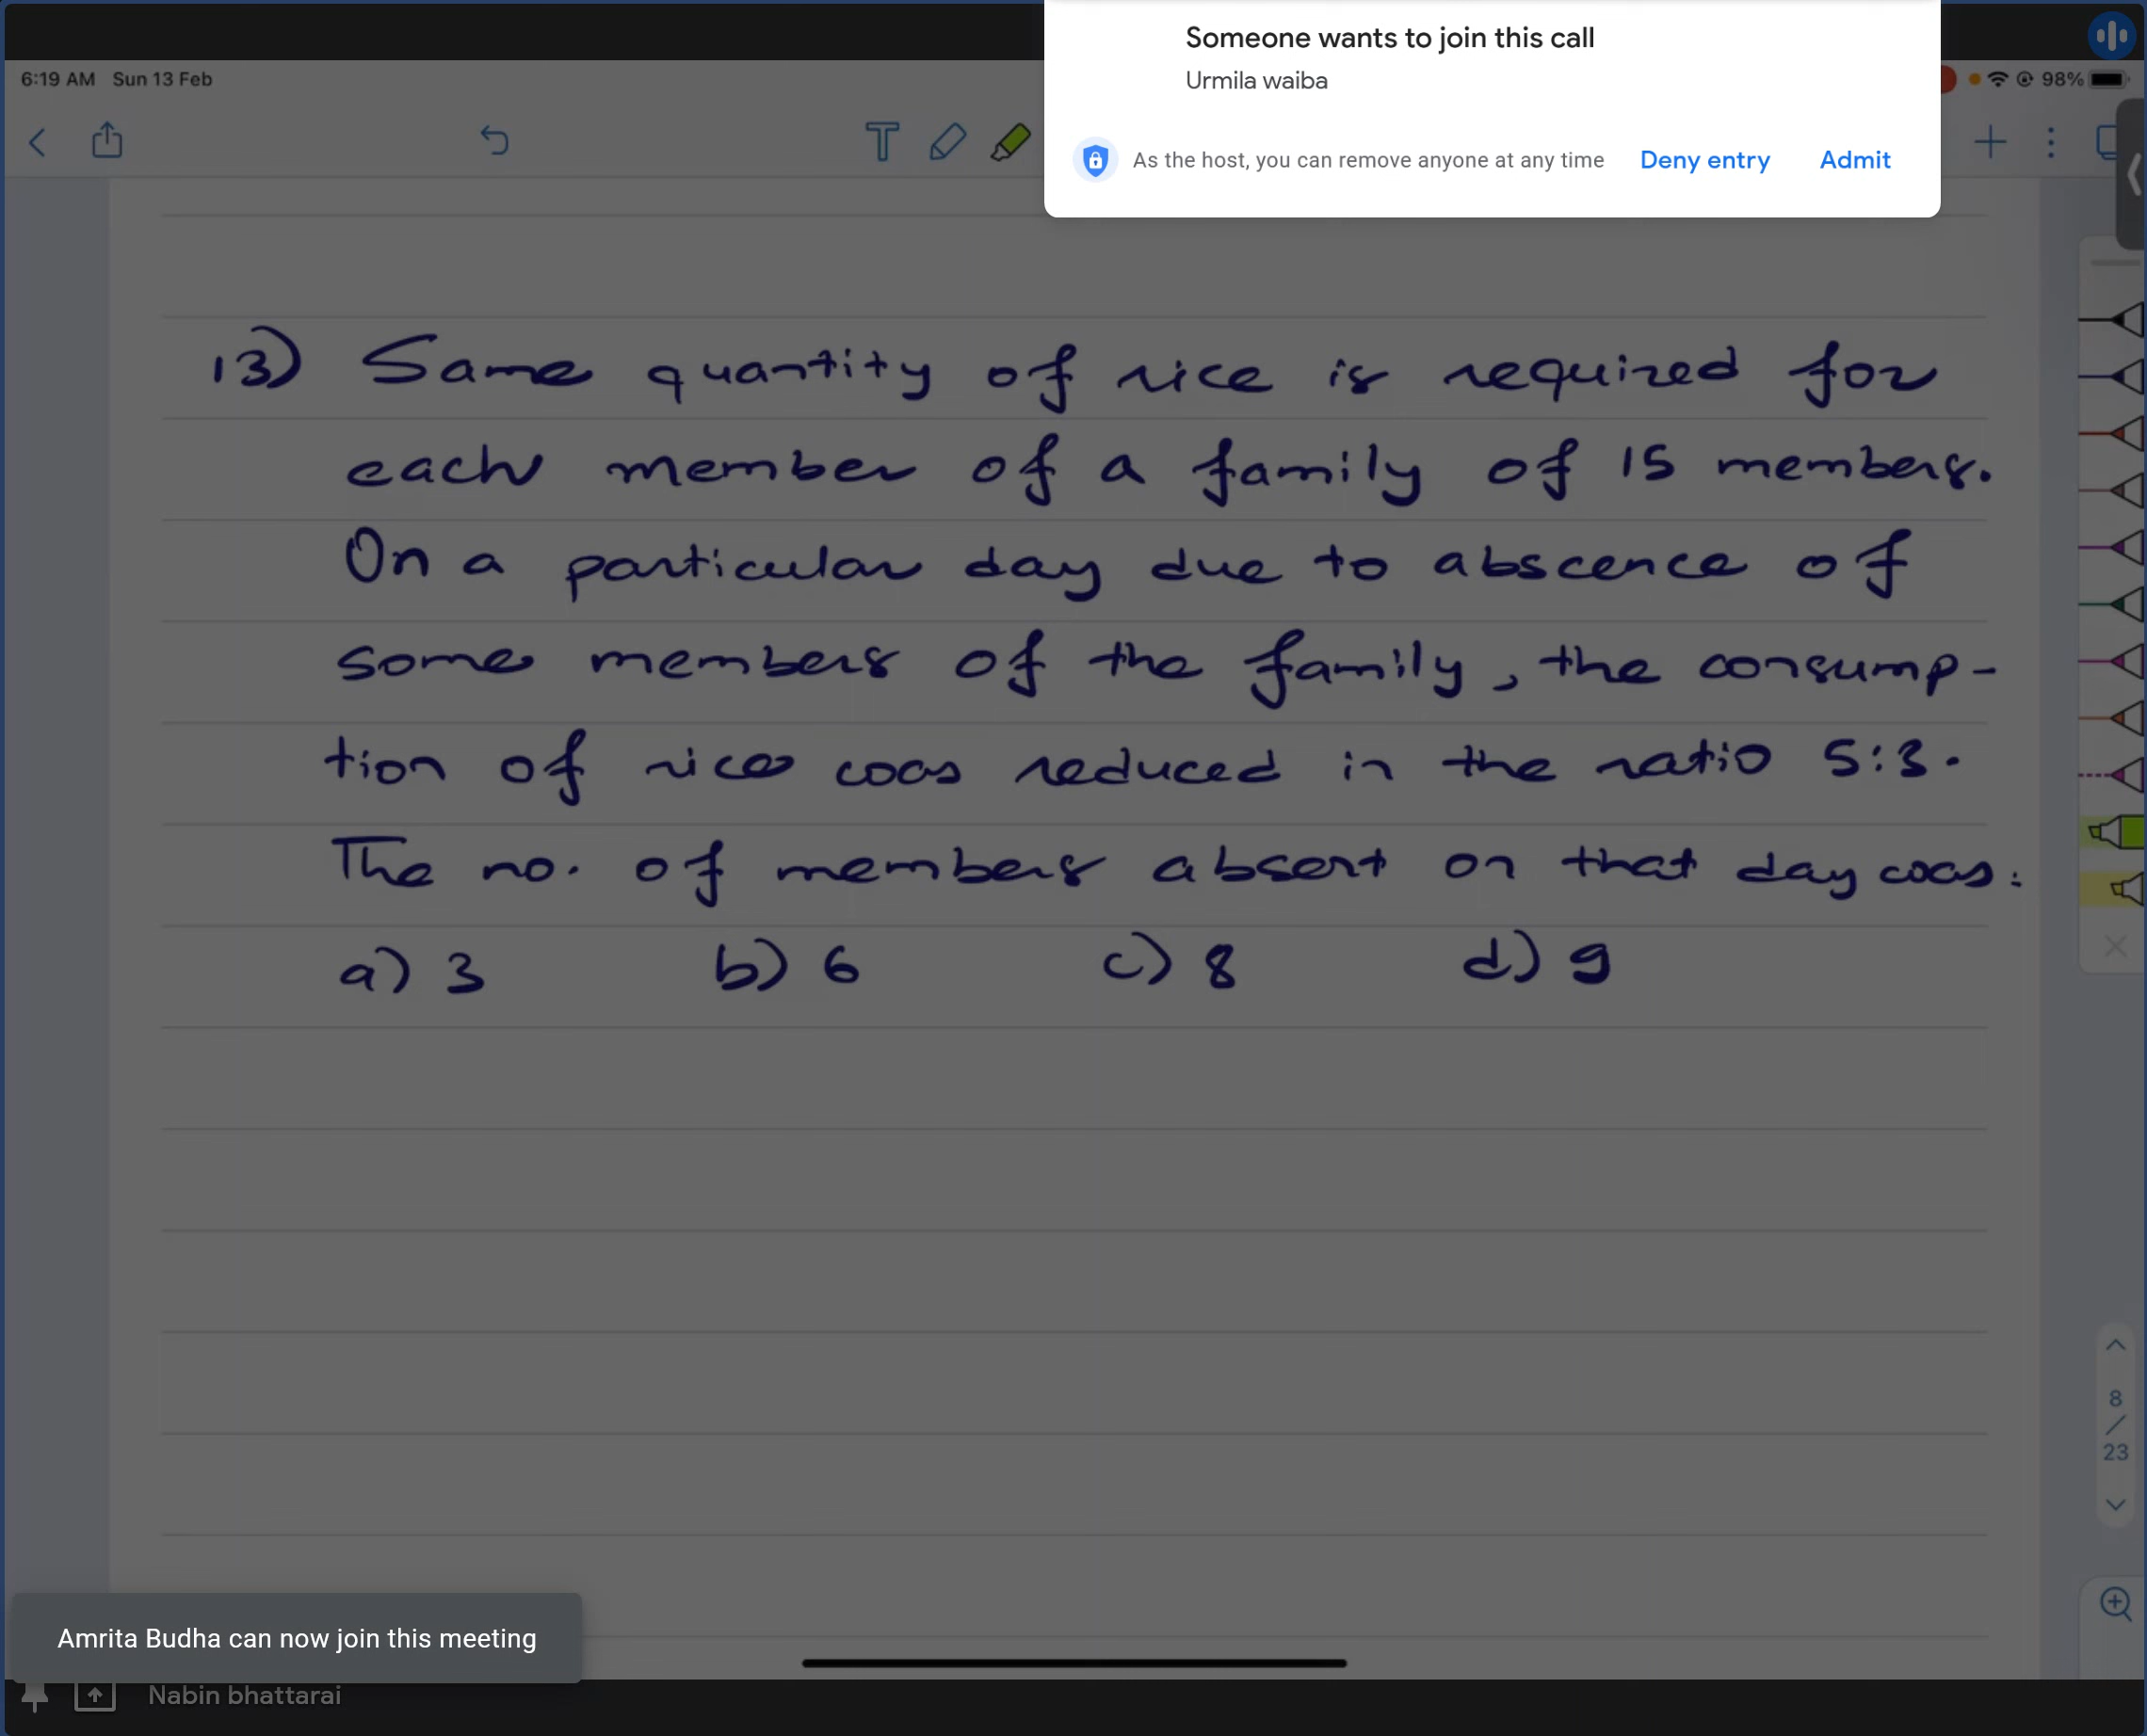 Someone wants to join this call
Urmila waiba
6:19 AM Sun 13 Feb
98%
As the host, you can remove anyone at any time Deny entry Admit
13) Same quantity of rice is required for
each member of a family of 15 members.
On a particular day due to abscence of
some members of the family, the consump-
tion of rice was reduced in the ratio 5:3.
The no. of members absent on that day was:
a) 3 b) 6 c) 8 d) 9
8
/
23
Amrita Budha can now join this meeting
Nabin bhattarai